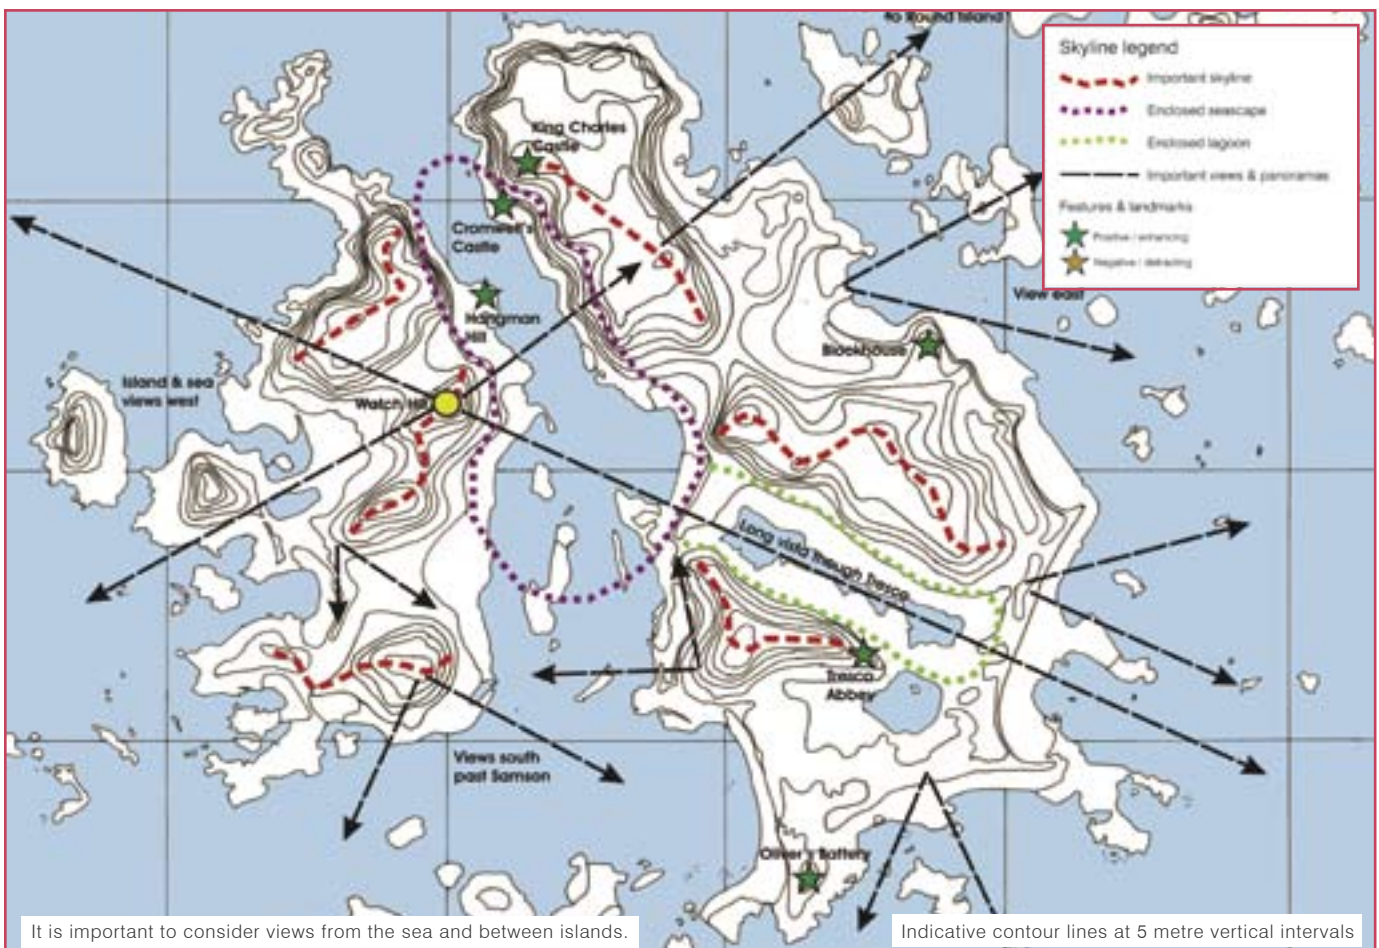 to Round Island
Skyline legend
Important skyline
Enclosed seascape
Enclosed lagoon
Important views & panoramas
Features & landmarks
Positive / enhancing
Negative / detracting
King Charles
Castle
Cromwell's
Castle
Hangman
Hill
View east
Blockhouse
Island & sea
views west
Watch Hill
Long vista through Tresco
Tresco
Abbey
Views south
past Samson
Oliver's Battery
It is important to consider views from the sea and between islands.
Indicative contour lines at 5 metre vertical intervals